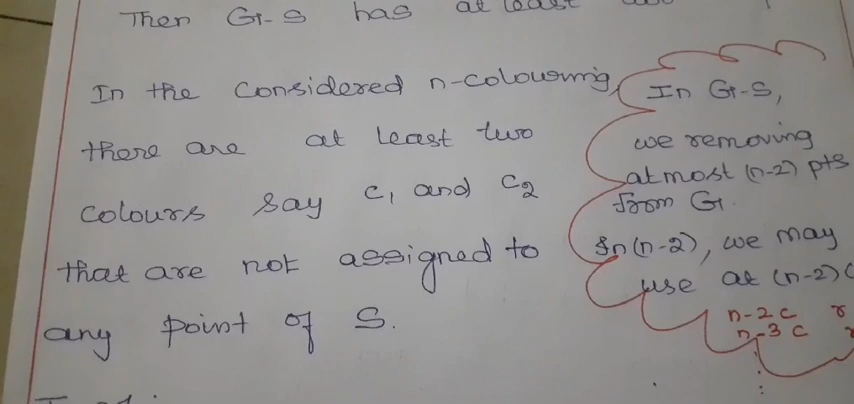 Then G-S has at least
In the Considered n-colouring,
there are at least two
colours say c₁ and c₂
that are not assigned to
any point of S.
In G-S,
we removing
atmost (n-2) pts
from G.
In (n-2), we may
use at (n-2) c
n-2 c r
n-3 c